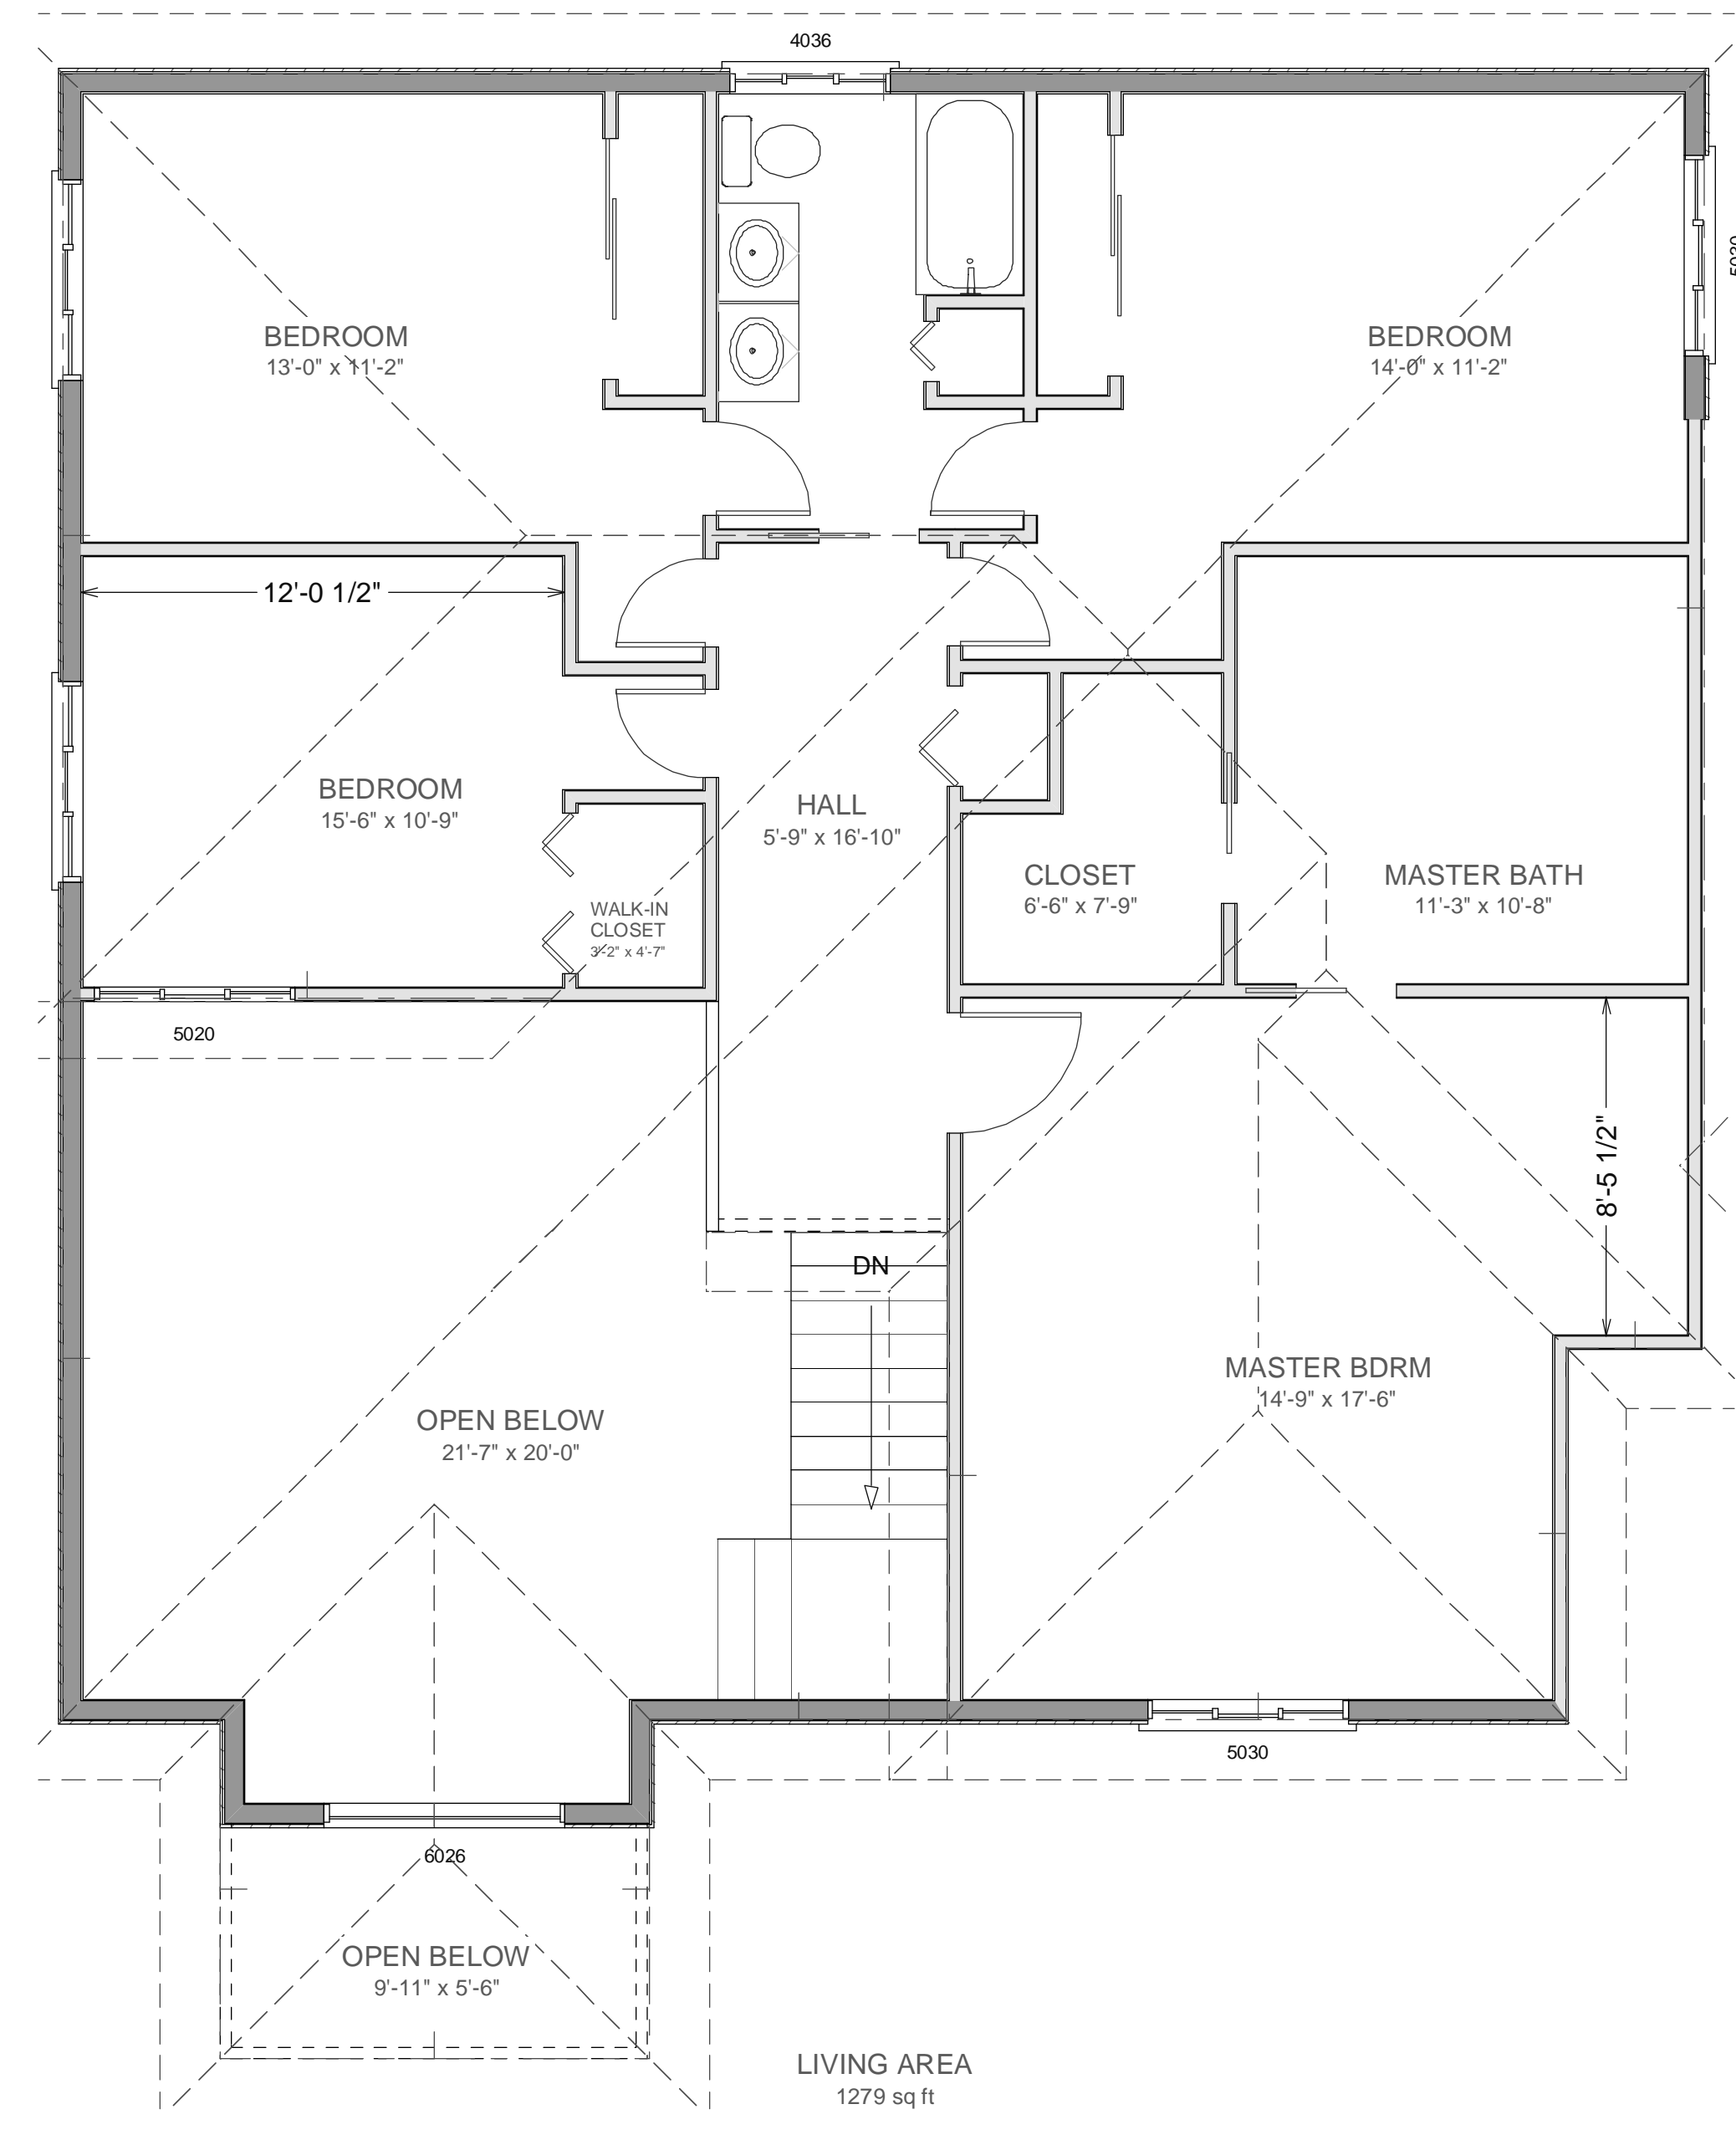 4036
5030
BEDROOM
13'-0" x 11'-2"
BEDROOM
14'-0" x 11'-2"
12'-0 1/2"
BEDROOM
15'-6" x 10'-9"
HALL
5'-9" x 16'-10"
CLOSET
6'-6" x 7'-9"
MASTER BATH
11'-3" x 10'-8"
WALK-IN
CLOSET
3'-2" x 4'-7"
5020
8'-5 1/2"
DN
MASTER BDRM
14'-9" x 17'-6"
OPEN BELOW
21'-7" x 20'-0"
5030
6026
OPEN BELOW
9'-11" x 5'-6"
LIVING AREA
1279 sq ft